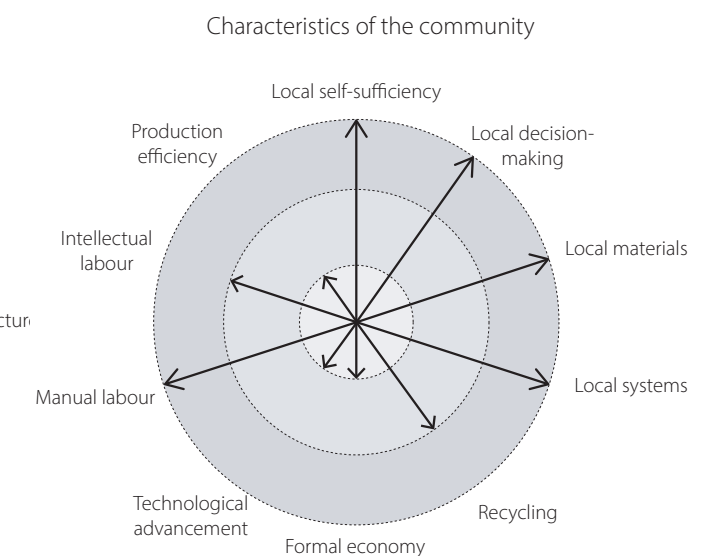 Characteristics of the community
Local self-sufficiency
Production
efficiency
Local decision-
making
Intellectual
labour
Local materials
Manual labour
Local systems
Technological
advancement
Recycling
Formal economy